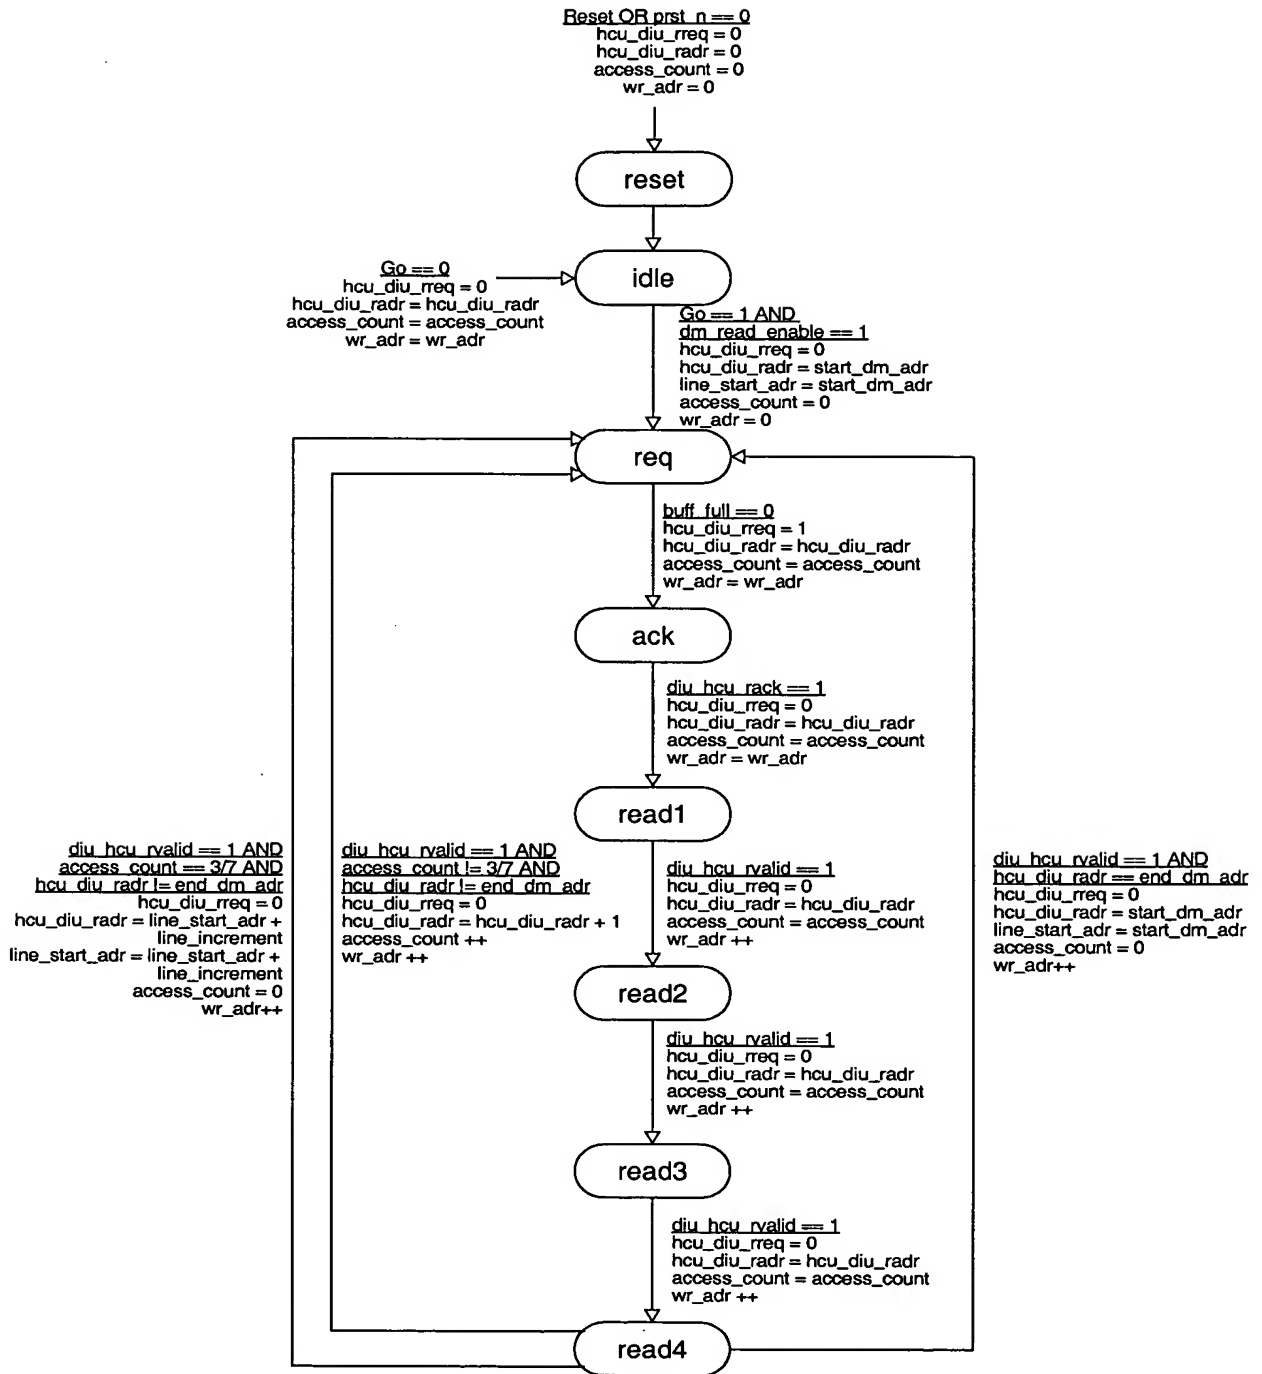 Reset OR prst_n == 0
hcu_diu_rreq = 0
hcu_diu_radr = 0
access_count = 0
wr_adr = 0
reset
idle
Go == 0
hcu_diu_rreq = 0
hcu_diu_radr = hcu_diu_radr
access_count = access_count
wr_adr = wr_adr
Go == 1 AND
dm_read_enable == 1
hcu_diu_rreq = 0
hcu_diu_radr = start_dm_adr
line_start_adr = start_dm_adr
access_count = 0
wr_adr = 0
req
buff_full == 0
hcu_diu_rreq = 1
hcu_diu_radr = hcu_diu_radr
access_count = access_count
wr_adr = wr_adr
ack
diu_hcu_rack == 1
hcu_diu_rreq = 0
hcu_diu_radr = hcu_diu_radr
access_count = access_count
wr_adr = wr_adr
read1
diu_hcu_rvalid == 1 AND
access_count == 3/7 AND
hcu_diu_radr != end_dm_adr
hcu_diu_rreq = 0
hcu_diu_radr = line_start_adr +
line_increment
line_start_adr = line_start_adr +
line_increment
access_count = 0
wr_adr++
diu_hcu_rvalid == 1 AND
access_count != 3/7 AND
hcu_diu_radr != end_dm_adr
hcu_diu_rreq = 0
hcu_diu_radr = hcu_diu_radr + 1
access_count ++
wr_adr ++
diu_hcu_rvalid == 1
hcu_diu_rreq = 0
hcu_diu_radr = hcu_diu_radr
access_count = access_count
wr_adr ++
diu_hcu_rvalid == 1 AND
hcu_diu_radr == end_dm_adr
hcu_diu_rreq = 0
hcu_diu_radr = start_dm_adr
line_start_adr = start_dm_adr
access_count = 0
wr_adr++
read2
diu_hcu_rvalid == 1
hcu_diu_rreq = 0
hcu_diu_radr = hcu_diu_radr
access_count = access_count
wr_adr ++
read3
diu_hcu_rvalid == 1
hcu_diu_rreq = 0
hcu_diu_radr = hcu_diu_radr
access_count = access_count
wr_adr ++
read4